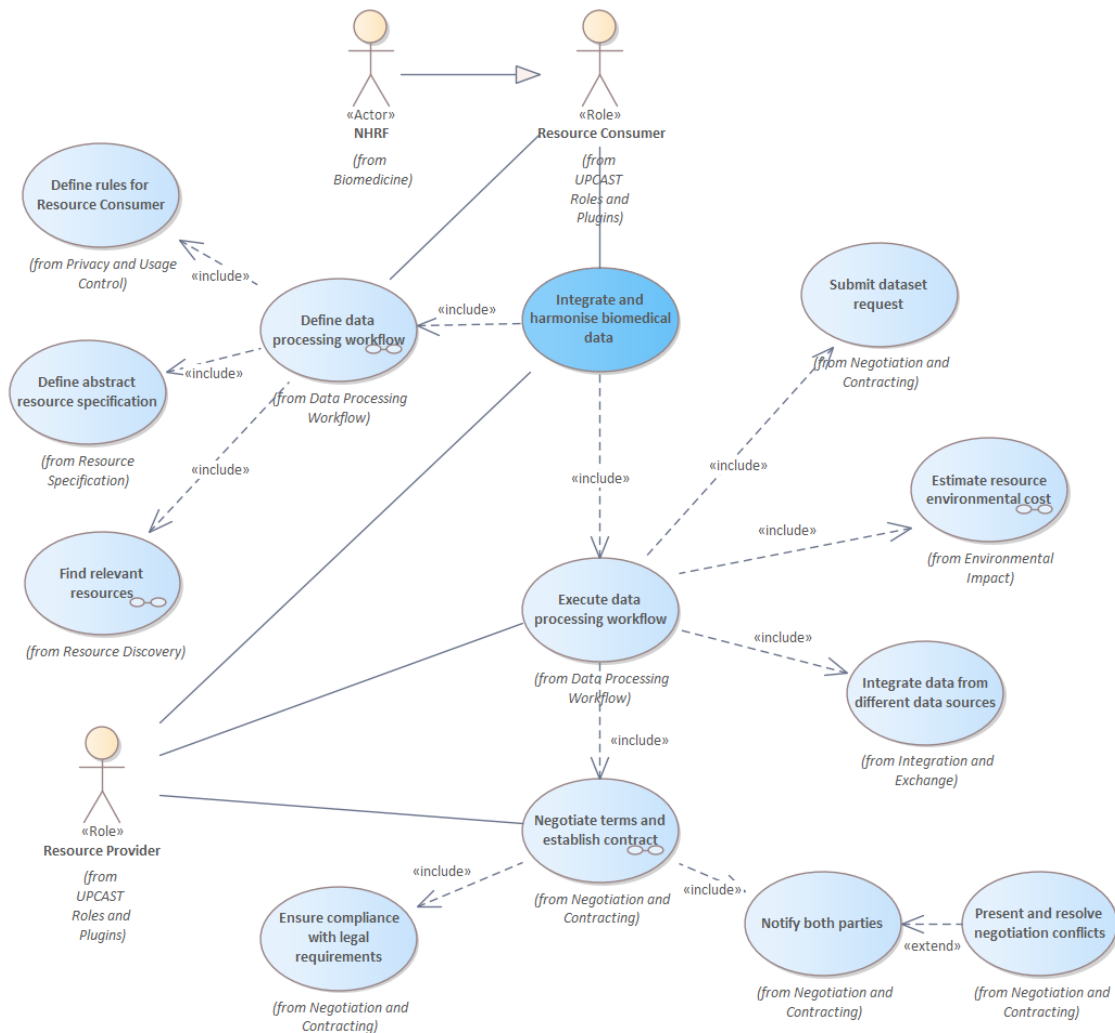 «Actor»
NHRF
(from
Biomedicine)
«Role»
Resource Consumer
(from
UPCAST
Roles and
Plugins)
Define rules for
Resource Consumer
(from Privacy and Usage
Control)
«include»
Define data
processing workflow
(from Data Processing
Workflow)
«include»
Integrate and
harmonise biomedical
data
Submit dataset
request
(from Negotiation and
Contracting)
Define abstract
resource specification
(from Resource
Specification)
«include»
«include»
Find relevant
resources
(from Resource Discovery)
«include»
«include»
Estimate resource
environmental cost
(from Environmental
Impact)
«include»
Execute data
processing workflow
(from Data Processing
Workflow)
«include»
Integrate data from
different data sources
(from Integration and
Exchange)
«include»
«Role»
Resource Provider
(from
UPCAST
Roles and
Plugins)
Negotiate terms and
establish contract
(from Negotiation and
Contracting)
«include»
«include»
Ensure compliance
with legal
requirements
(from Negotiation and
Contracting)
Notify both parties
(from Negotiation and
Contracting)
«extend»
Present and resolve
negotiation conflicts
(from Negotiation and
Contracting)